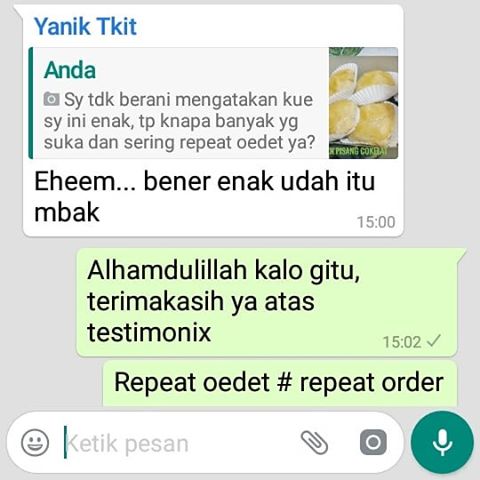 Yanik Tkit
Anda
Sy tdk berani mengatakan kue
sy ini enak, tp knapa banyak yg
suka dan sering repeat oedet ya?
PISANG COKELAT
Eheem... bener enak udah itu
mbak
15:00
Alhamdulillah kalo gitu,
terimakasih ya atas
testimonix
15:02
Repeat oedet # repeat order
Ketik pesan